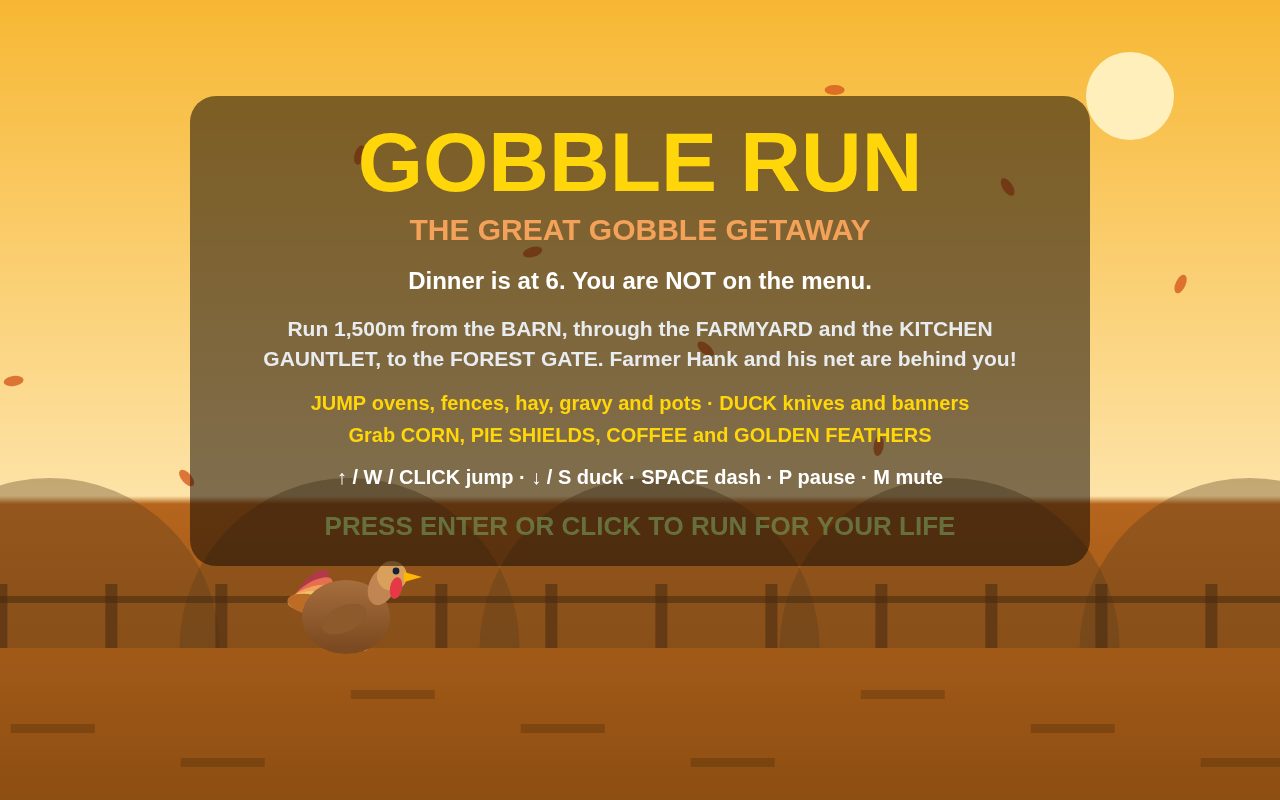 GOBBLE RUN
THE GREAT GOBBLE GETAWAY
Dinner is at 6. You are NOT on the menu.
Run 1,500m from the BARN, through the FARMYARD and the KITCHEN
GAUNTLET, to the FOREST GATE. Farmer Hank and his net are behind you!
JUMP ovens, fences, hay, gravy and pots · DUCK knives and banners
Grab CORN, PIE SHIELDS, COFFEE and GOLDEN FEATHERS
↑ / W / CLICK jump · ↓ / S duck · SPACE dash · P pause · M mute
PRESS ENTER OR CLICK TO RUN FOR YOUR LIFE